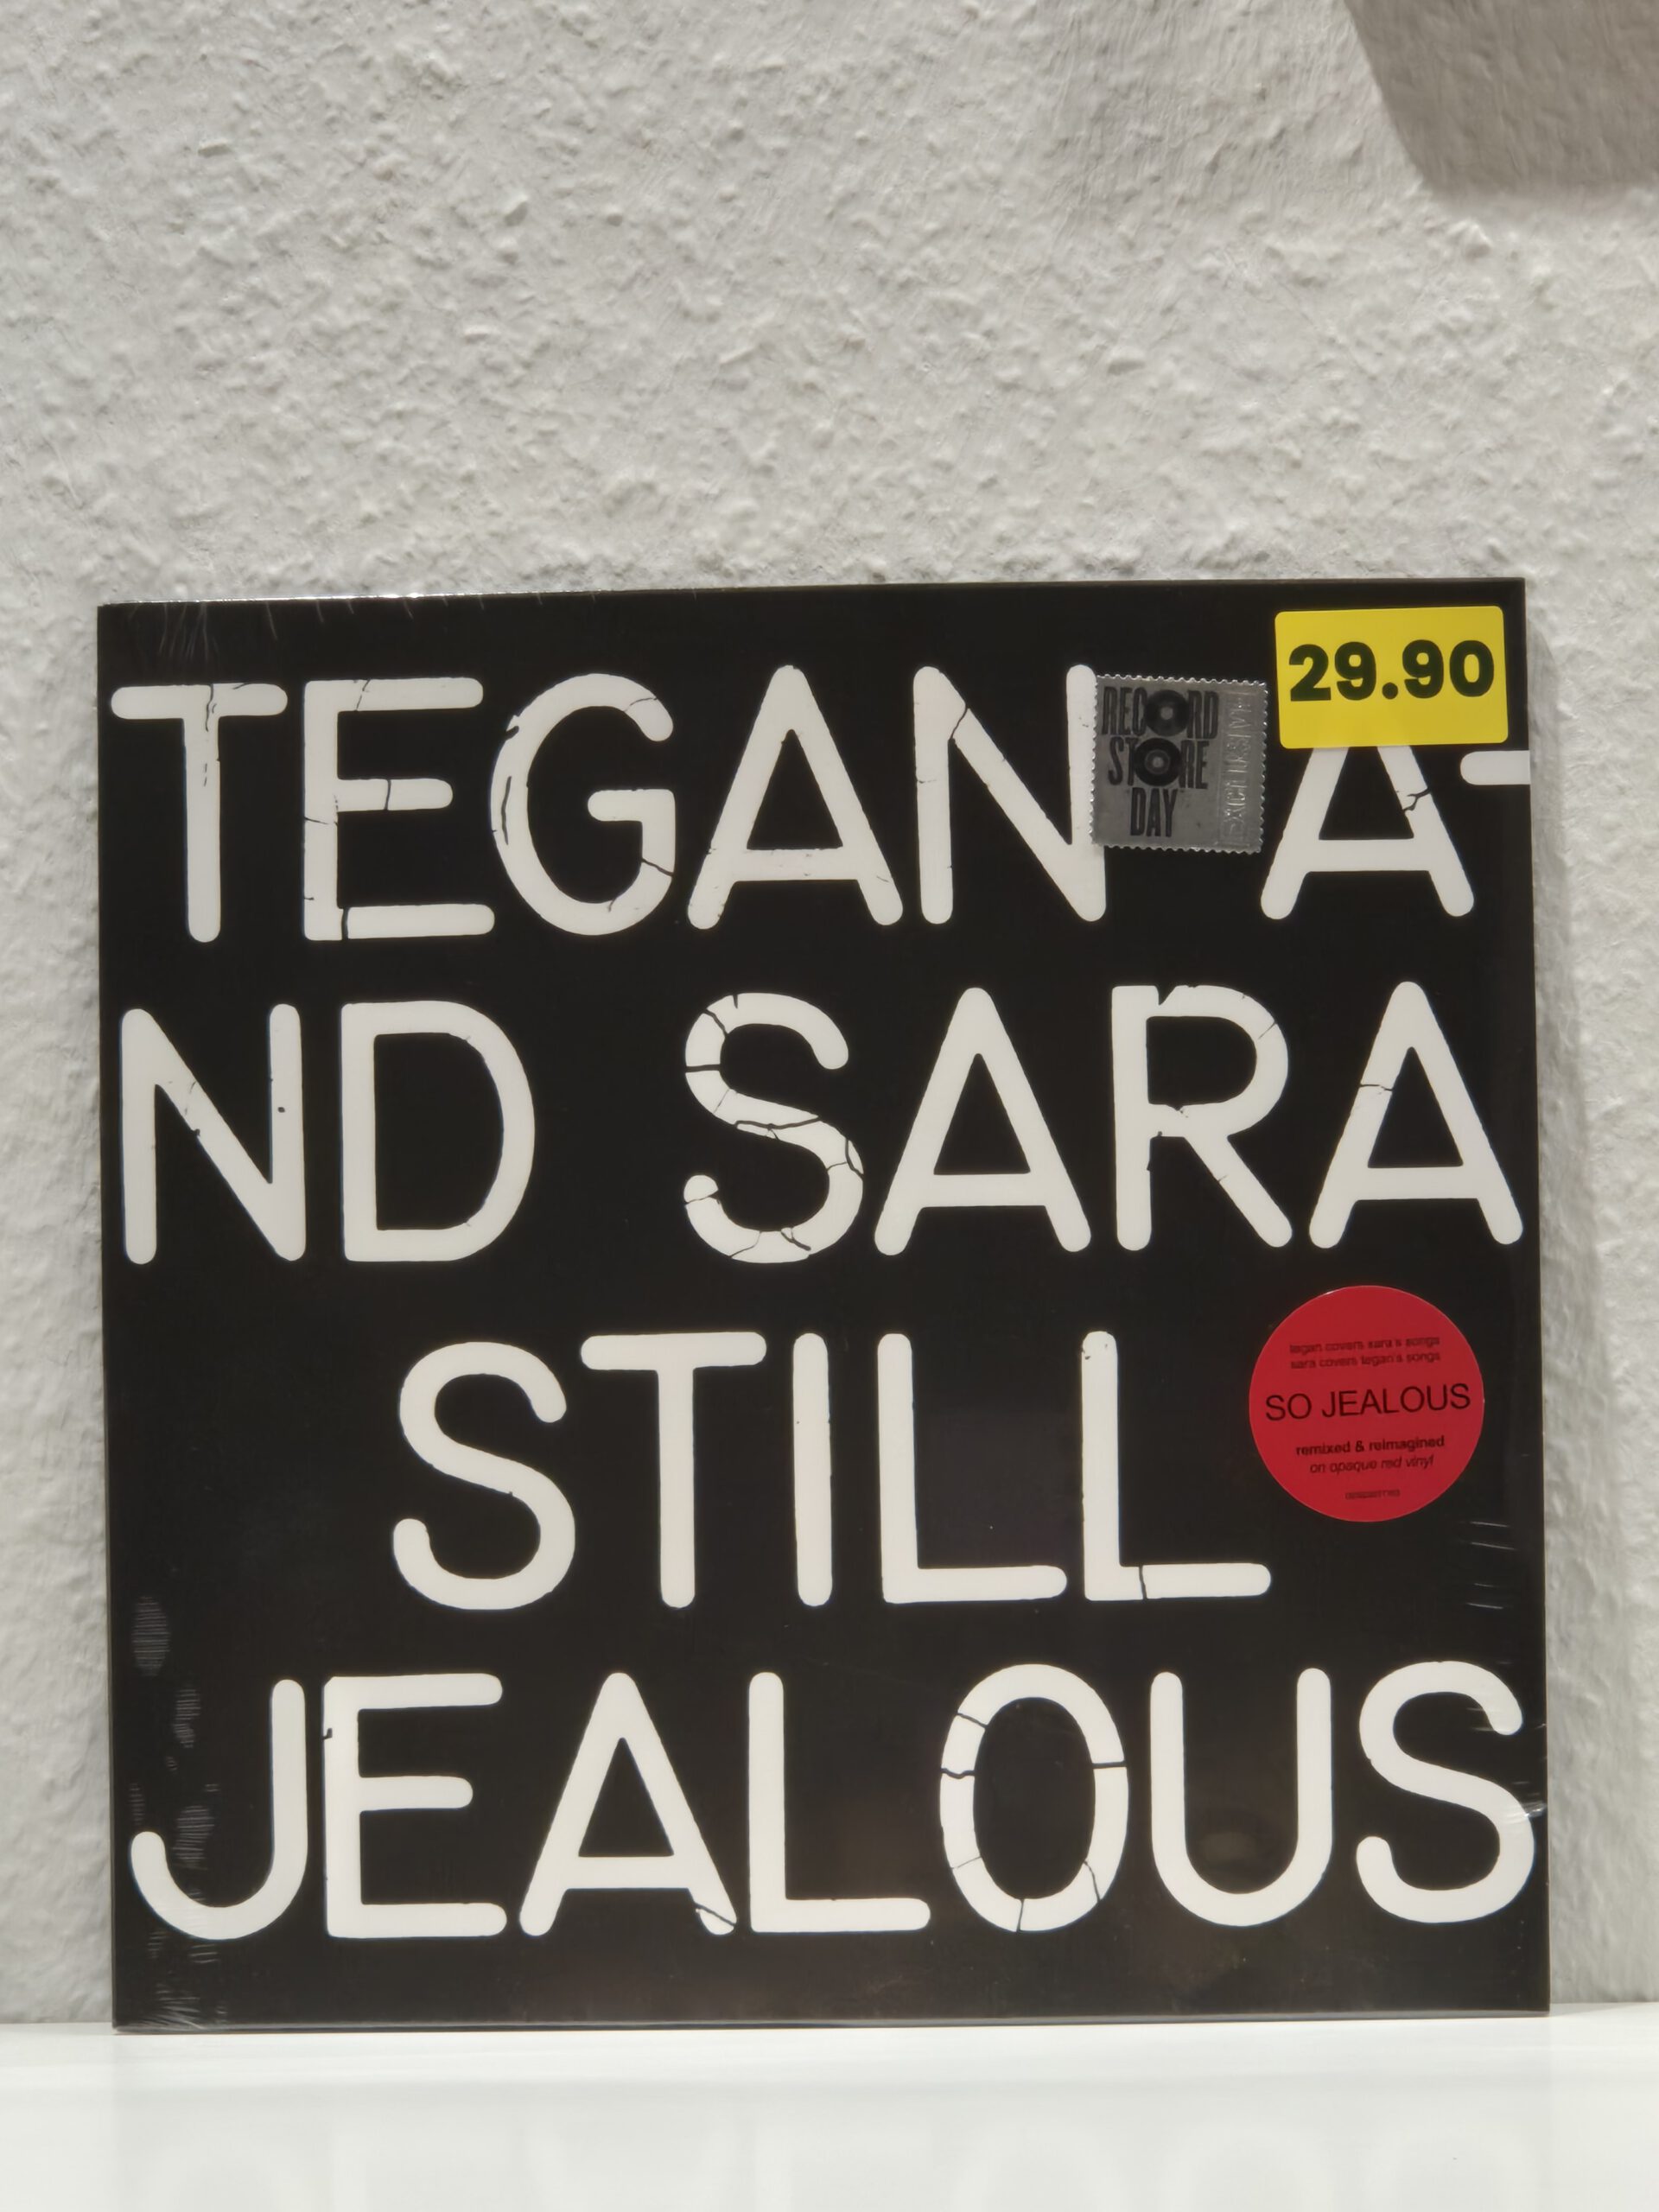 29.90
TEGAN A-
RECORD
STORE
DAY
ND SARA
STILL
tegan covers sara's songs
sara covers tegan's songs
SO JEALOUS
remixed & reimagined
on opaque red vinyl
JEALOUS